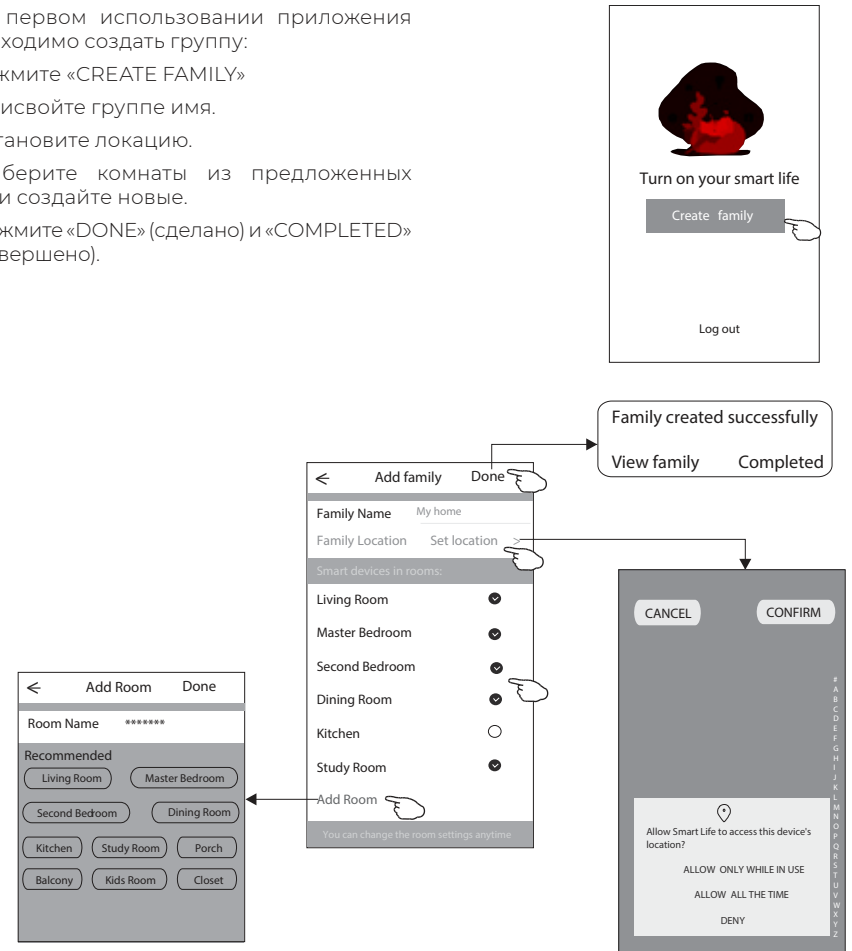 первом использовании приложения
ходимо создать группу:
жмите «CREATE FAMILY»
исвойте группе имя.
тановите локацию.
берите комнаты из предложенных
и создайте новые.
жмите «DONE» (сделано) и «COMPLETED»
вершено).
Turn on your smart life
Create family
Log out
Family created successfully
View family Completed
Add family Done
Family Name My home
Family Location Set location >
Smart devices in rooms:
Living Room
Master Bedroom
Second Bedroom
Dining Room
Kitchen
Study Room
Add Room
You can change the room settings anytime
CANCEL CONFIRM
#
A
B
C
D
E
F
G
H
I
J
K
L
M
N
O
P
Q
R
S
T
U
V
W
X
Y
Z
Allow Smart Life to access this device's
location?
ALLOW ONLY WHILE IN USE
ALLOW ALL THE TIME
DENY
Add Room Done
Room Name *******
Recommended
Living Room Master Bedroom
Second Bedroom Dining Room
Kitchen Study Room Porch
Balcony Kids Room Closet